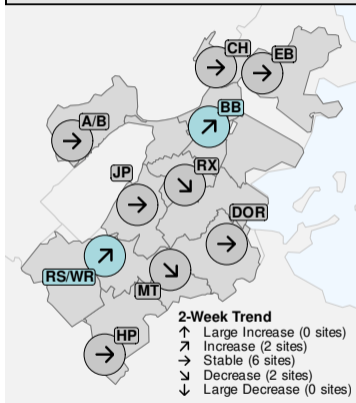 CH
EB
BB
A/B
RX
JP
DOR
RS/WR
MT
HP
2-Week Trend
↑ Large Increase (0 sites)
↗ Increase (2 sites)
→ Stable (6 sites)
↘ Decrease (2 sites)
↓ Large Decrease (0 sites)